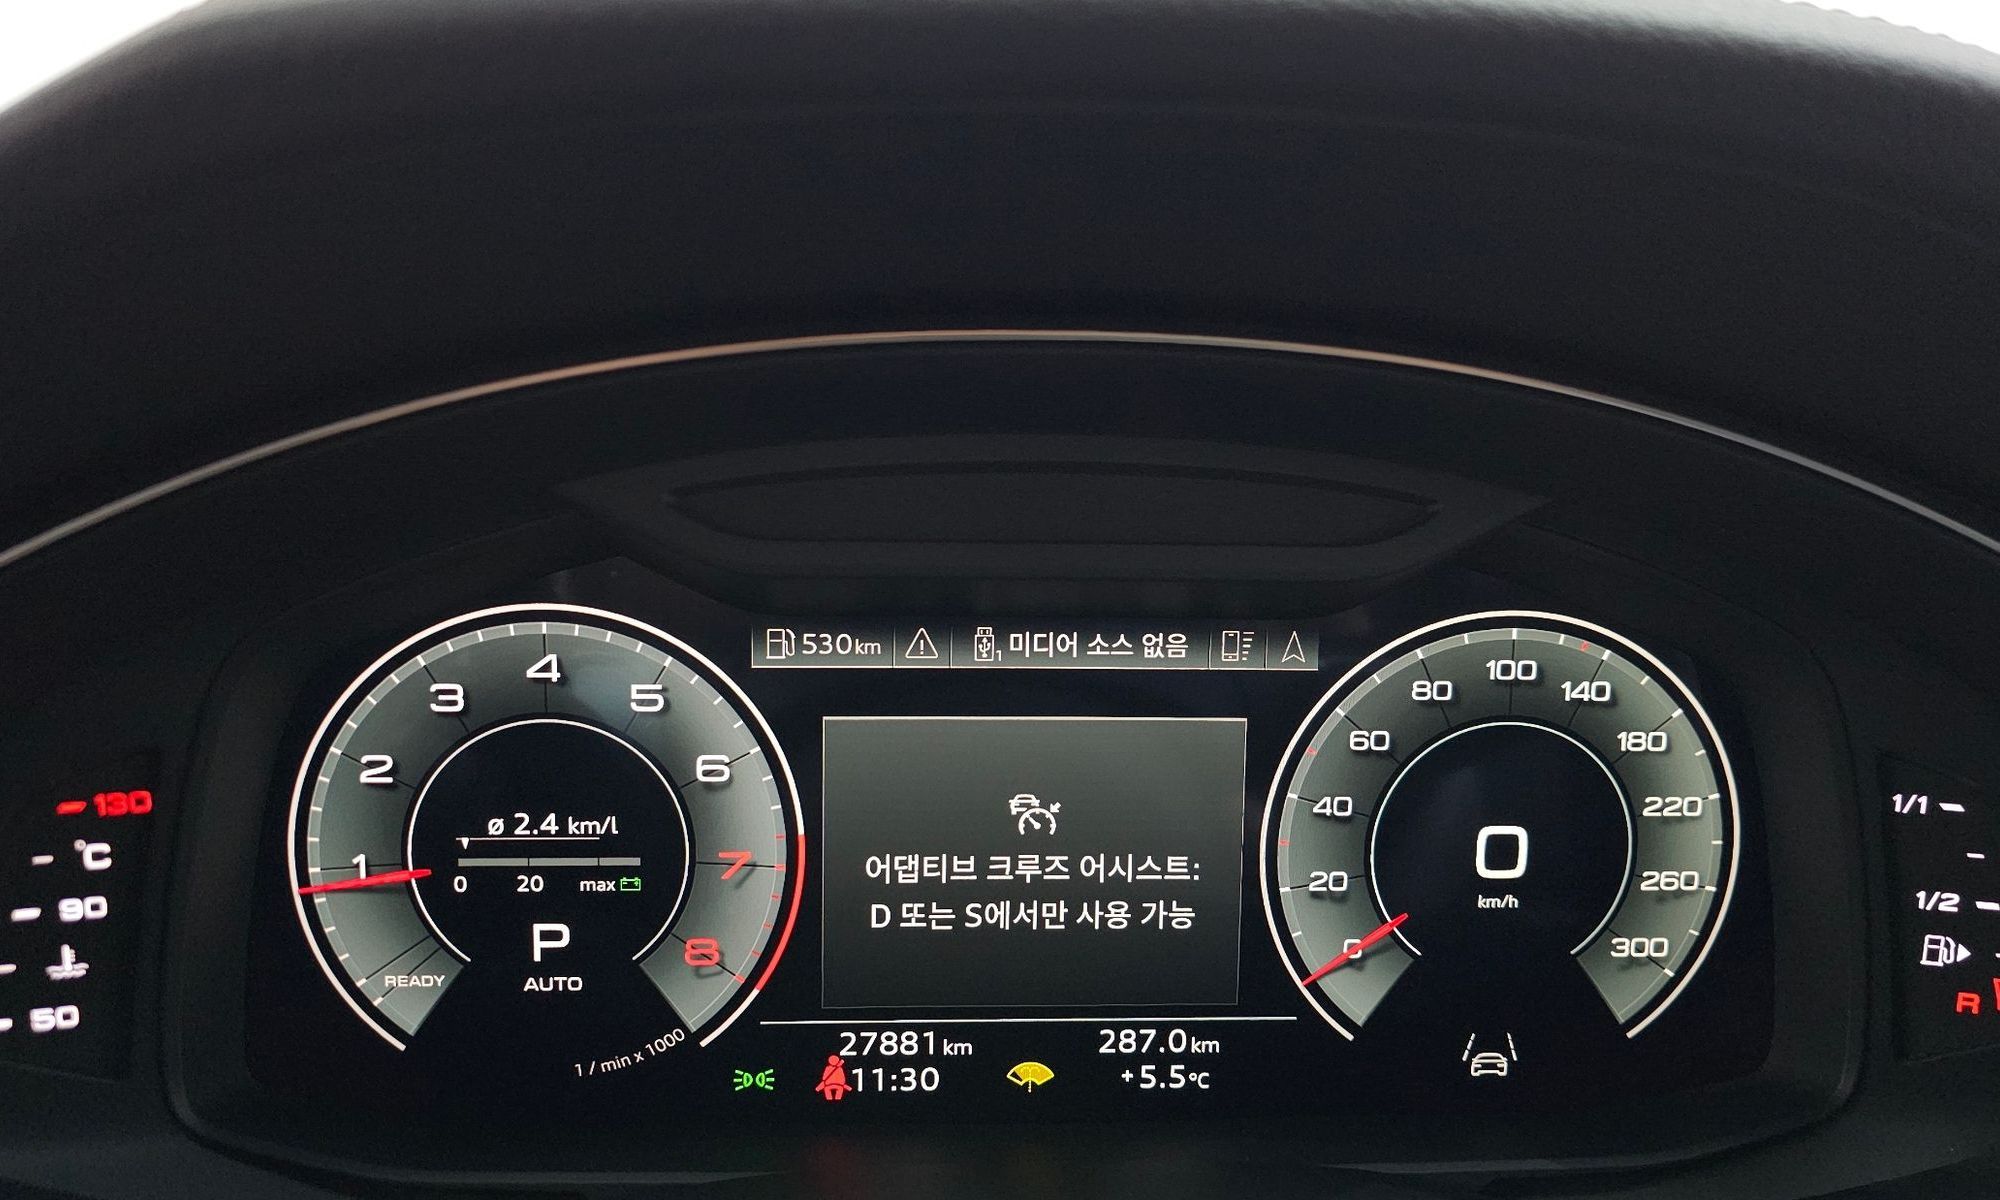 530km
1 미디어 소스 없음
1
2
3
4
5
6
7
8
READY
1 / min x 1000
ø 2.4 km/l
0 20 max
P
AUTO
어댑티브 크루즈 어시스트:
D 또는 S에서만 사용 가능
27881km 287.0km
11:30 +5.5°C
0
20
40
60
80
100
140
180
220
260
300
0
km/h
130
°C
90
50
1/1
1/2
R